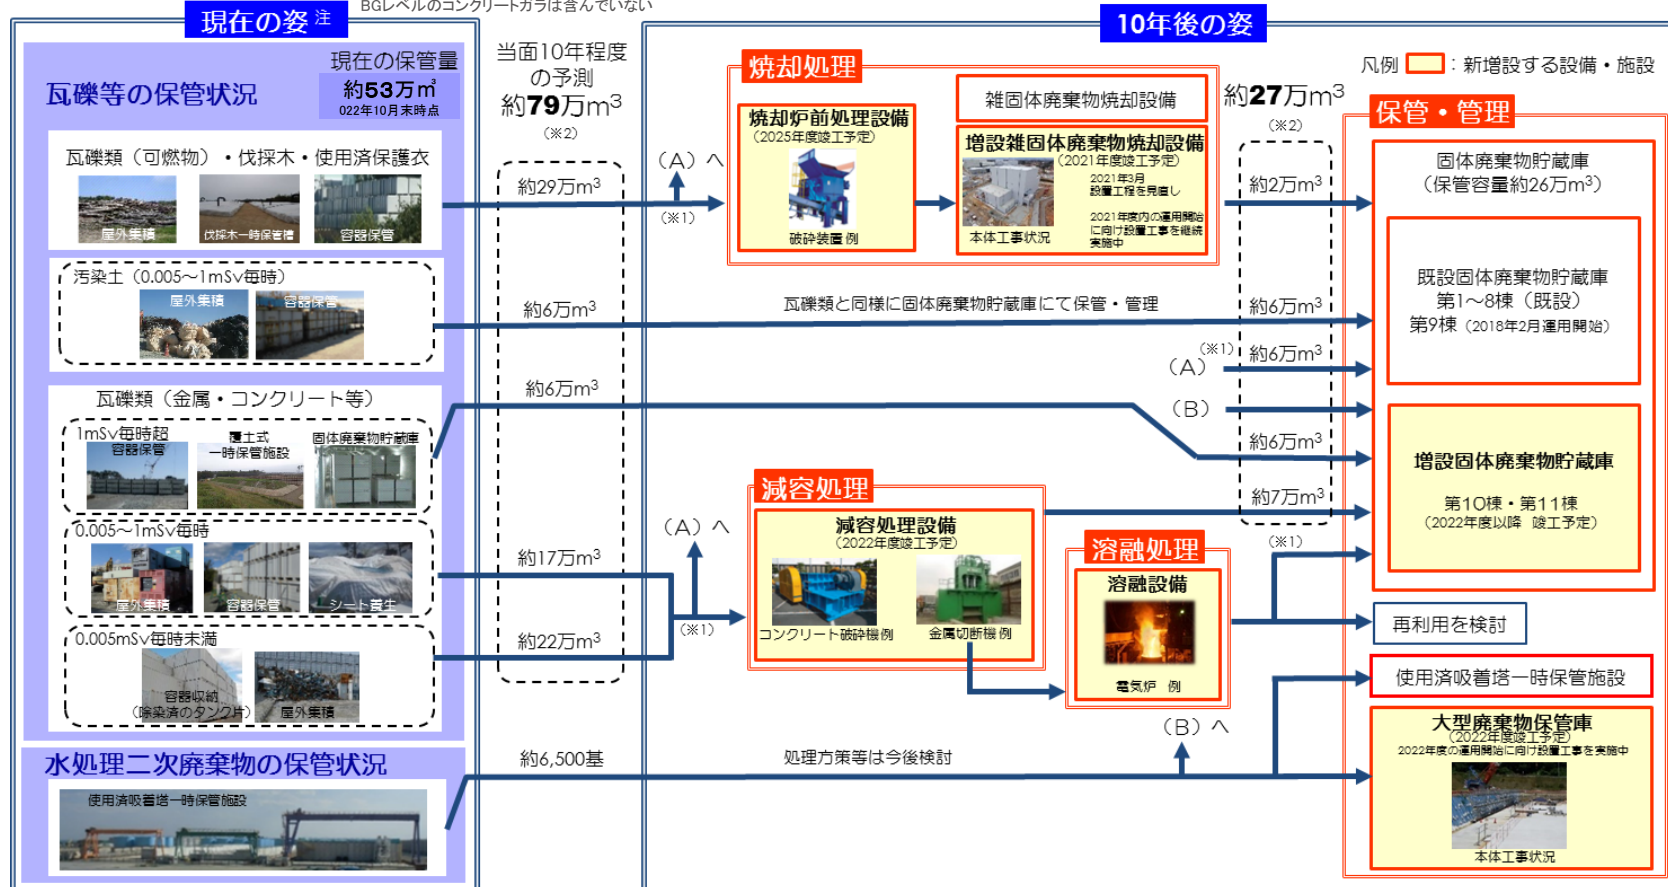 BGレベルのコンクリートガラは含んでいない
現在の姿 注
10年後の姿
現在の保管量
約53万m³
022年10月末時点
瓦礫等の保管状況
当面10年程度
の予測
約79万m³
(※2)
瓦礫類（可燃物）・伐採木・使用済保護衣
屋外集積
伐採木一時保管槽
容器保管
汚染土（0.005～1mSv毎時）
屋外集積
容器保管
瓦礫類（金属・コンクリート等）
1mSv毎時超
容器保管
覆土式
一時保管施設
固体廃棄物貯蔵庫
0.005～1mSv毎時
屋外集積
容器保管
シート養生
0.005mSv毎時未満
容器収納
（除染済のタンク片）
屋外集積
水処理二次廃棄物の保管状況
使用済吸着塔一時保管施設
約29万m³
約6万m³
約6万m³
約17万m³
約22万m³
約6,500基
（A）へ
(※1)
焼却処理
焼却炉前処理設備
（2025年度竣工予定）
破砕装置例
雑固体廃棄物焼却設備
増設雑固体廃棄物焼却設備
（2021年度竣工予定）
2021年3月
設置工程を見直し
2021年度内の運用開始
に向け設置工事を継続
実施中
本体工事状況
瓦礫類と同様に固体廃棄物貯蔵庫にて保管・管理
（A）へ
(※1)
減容処理
減容処理設備
（2022年度竣工予定）
コンクリート破砕機例
金属切断機例
溶融処理
溶融設備
電気炉 例
処理方策等は今後検討
（B）へ
約27万m³
(※2)
約2万m³
約6万m³
(※1)
（A）
約6万m³
（B）
約6万m³
約7万m³
(※1)
凡例 ：新増設する設備・施設
保管・管理
固体廃棄物貯蔵庫
（保管容量約26万m³）
既設固体廃棄物貯蔵庫
第1～8棟（既設）
第9棟（2018年2月運用開始）
増設固体廃棄物貯蔵庫
第10棟・第11棟
（2022年度以降 竣工予定）
再利用を検討
使用済吸着塔一時保管施設
大型廃棄物保管庫
（2022年度竣工予定）
2022年度の運用開始に向け設置工事を実施中
本体工事状況